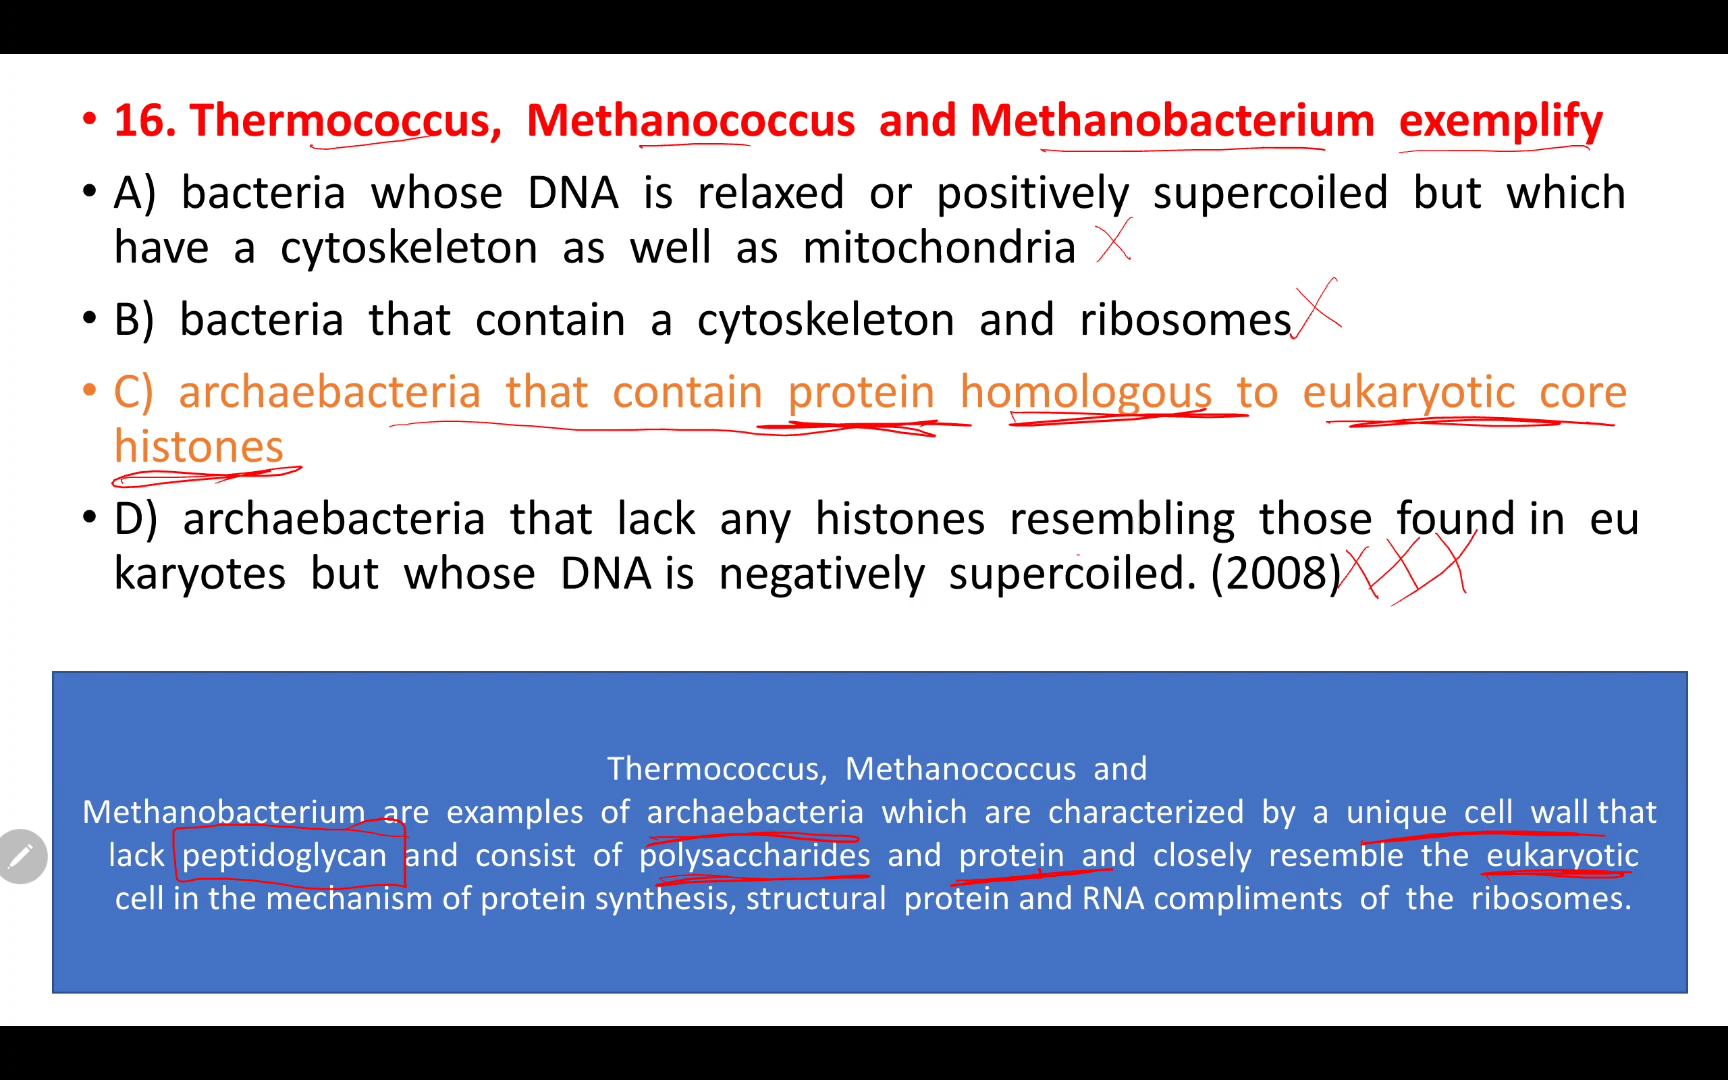 • 16. Thermococcus, Methanococcus and Methanobacterium exemplify
• A) bacteria whose DNA is relaxed or positively supercoiled but which
have a cytoskeleton as well as mitochondria
• B) bacteria that contain a cytoskeleton and ribosomes
• C) archaebacteria that contain protein homologous to eukaryotic core
histones
• D) archaebacteria that lack any histones resembling those found in eu
karyotes but whose DNA is negatively supercoiled. (2008)
Thermococcus, Methanococcus and
Methanobacterium are examples of archaebacteria which are characterized by a unique cell wall that
lack peptidoglycan and consist of polysaccharides and protein and closely resemble the eukaryotic
cell in the mechanism of protein synthesis, structural protein and RNA compliments of the ribosomes.